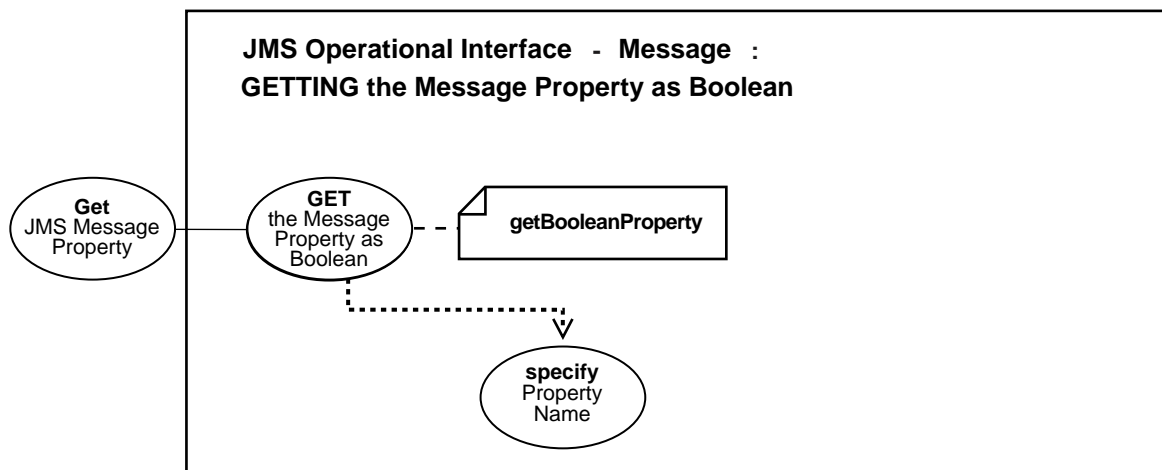 JMS Operational Interface - Message :
GETTING the Message Property as Boolean
Get
JMS Message
Property
GET
the Message
Property as
Boolean
getBooleanProperty
specify
Property
Name